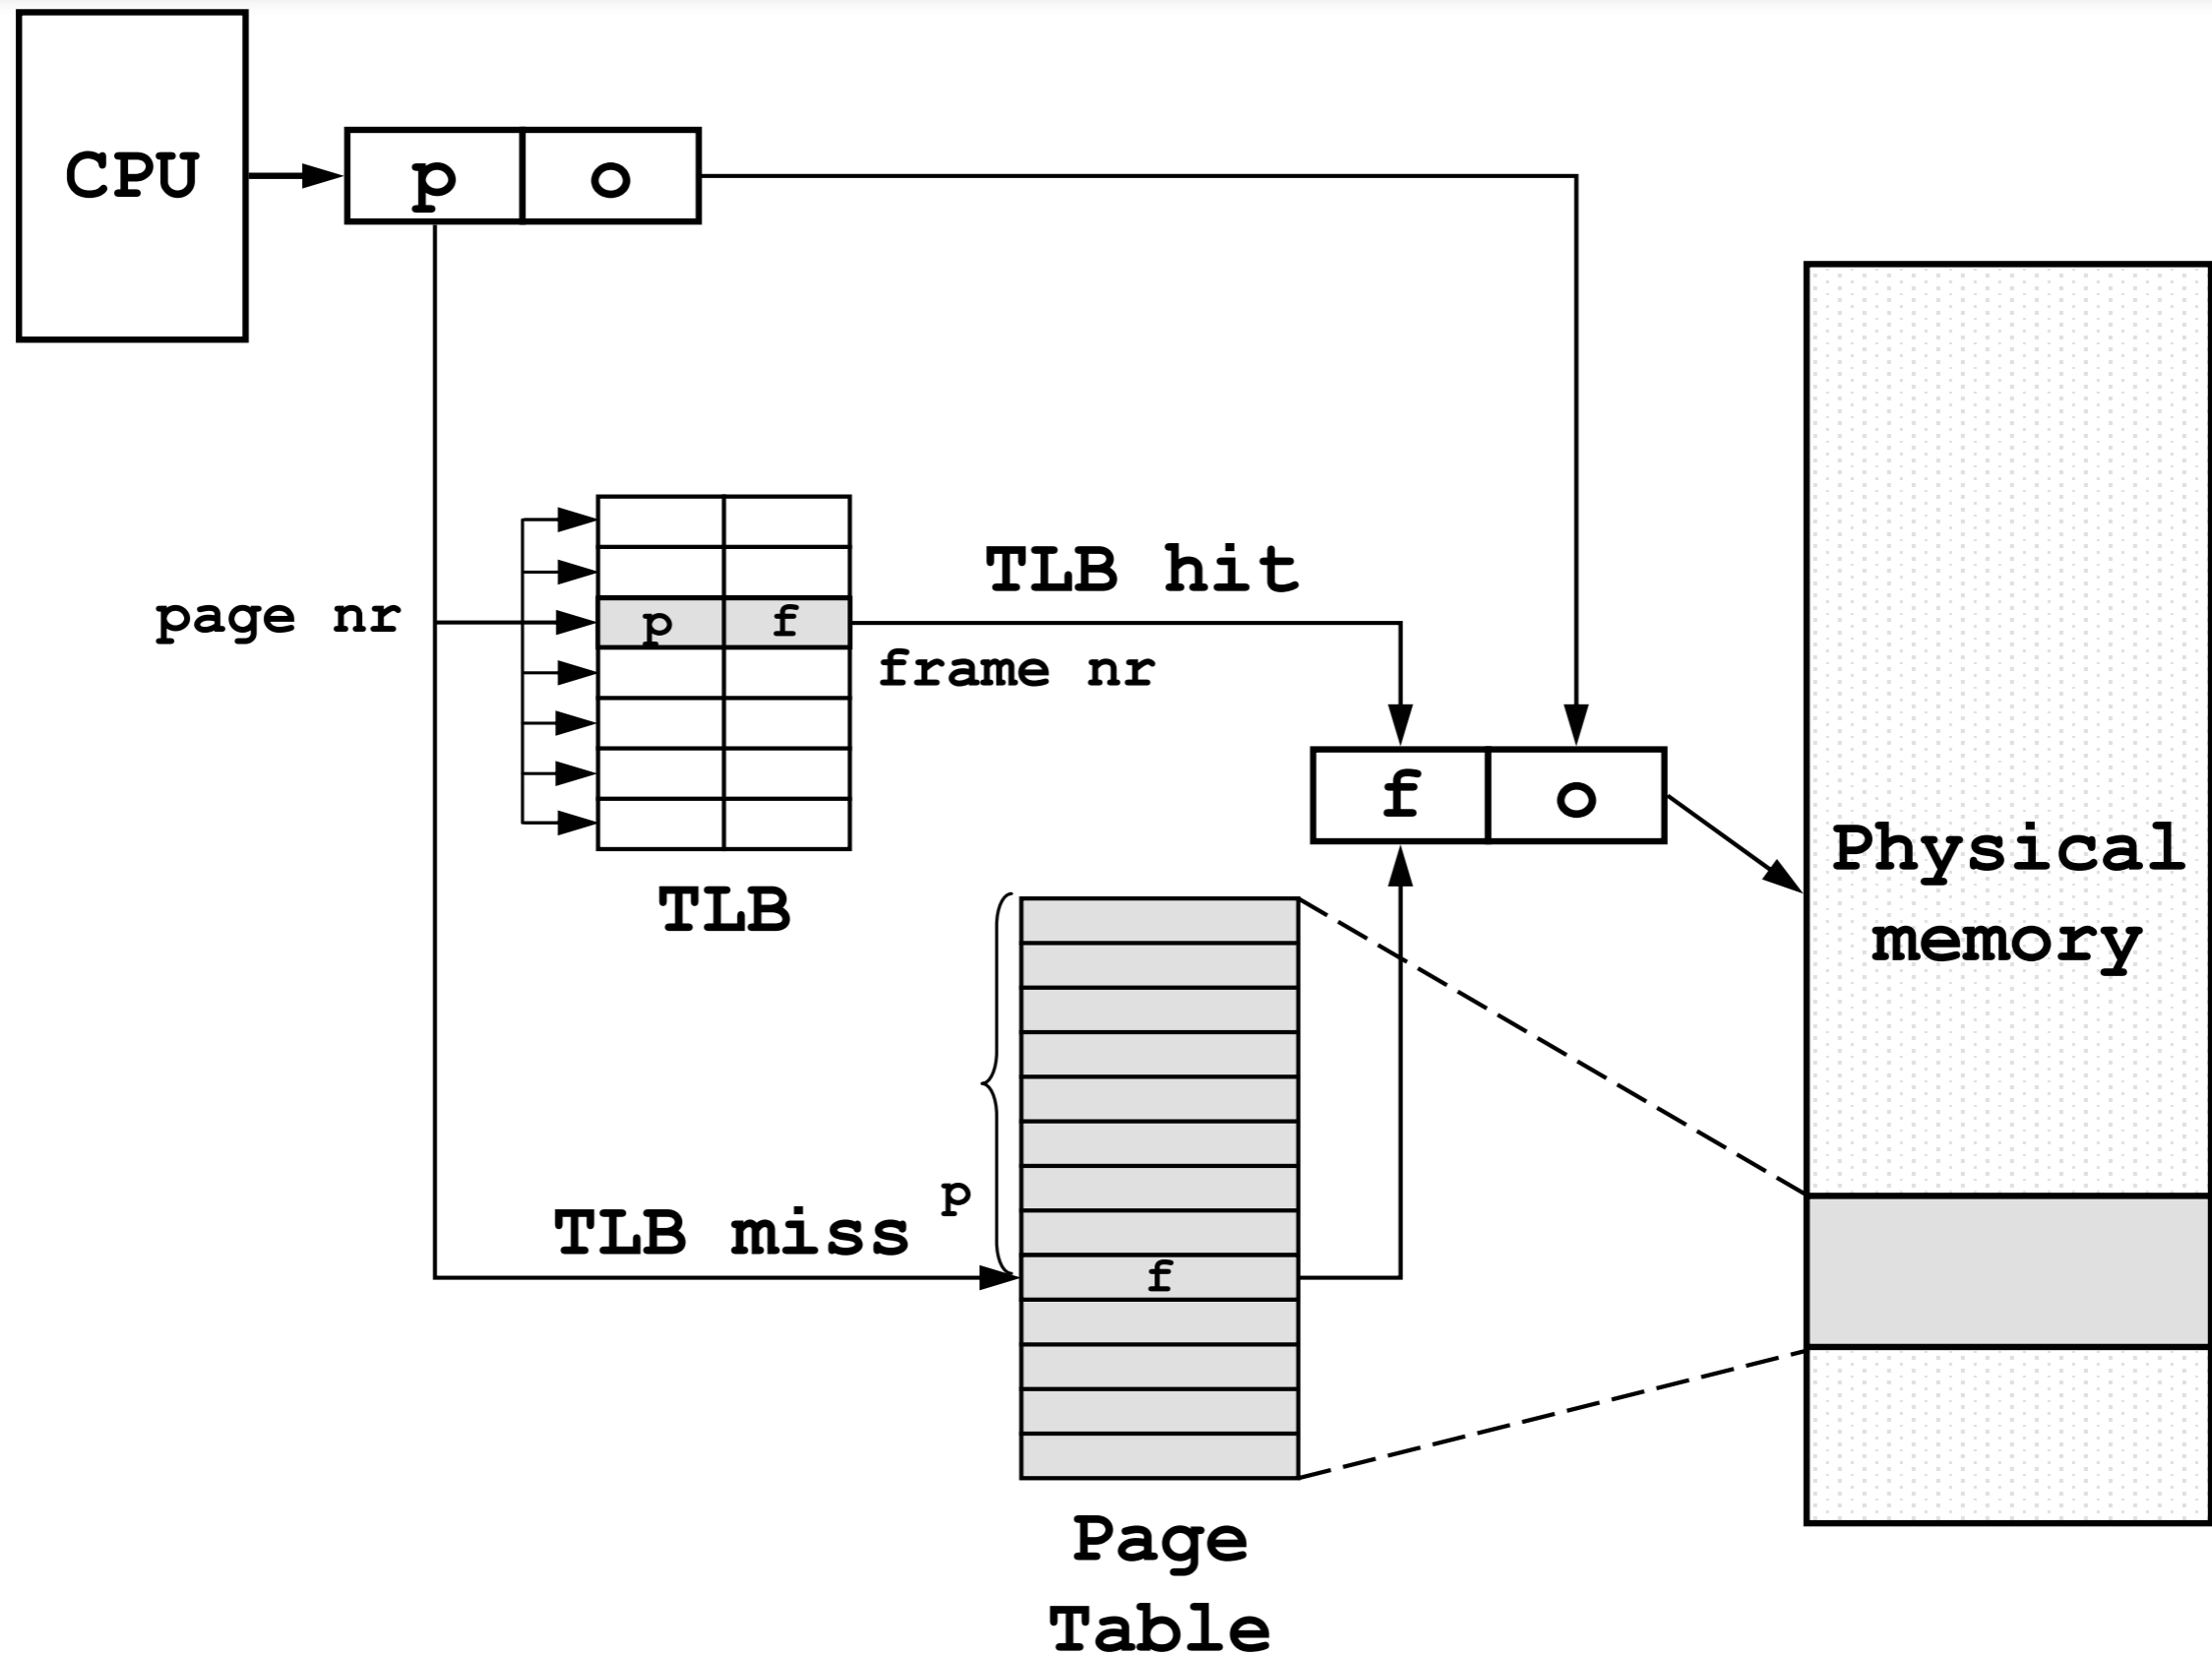 CPU
p
o
TLB hit
page nr
p
f
frame nr
f
o
Physical
memory
TLB
p
TLB miss
f
Page
Table